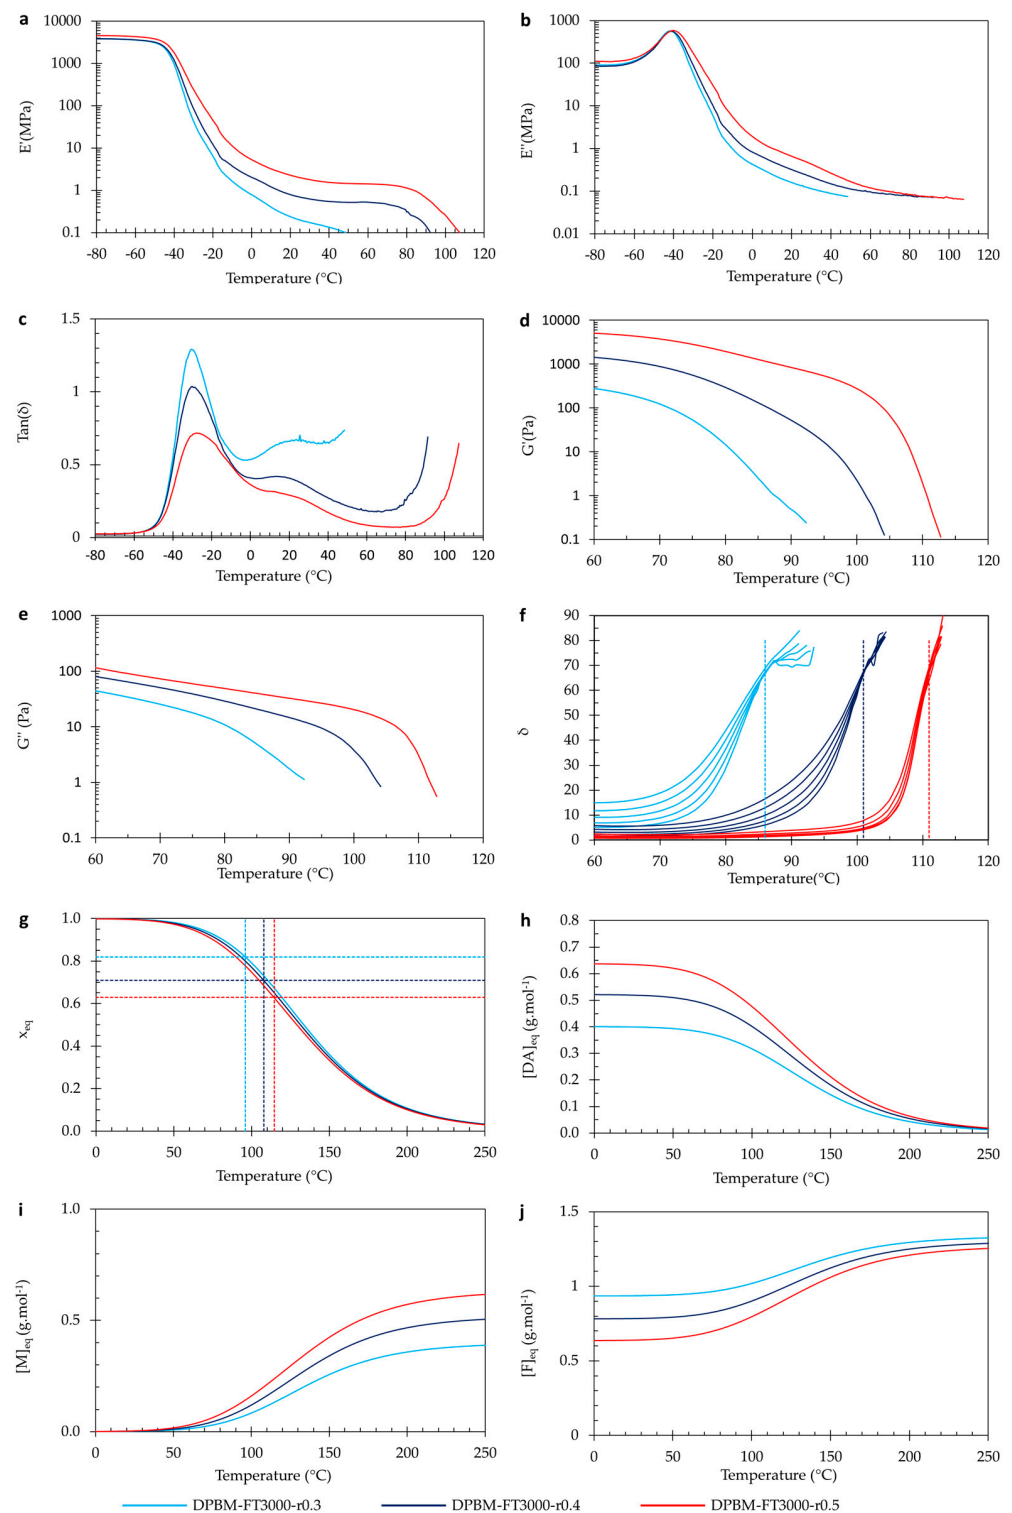 a
10000
1000
100
10
1
0.1
E'(MPa)
-80 -60 -40 -20 0 20 40 60 80 100 120
Temperature (°C)
b
1000
100
10
1
0.1
0.01
E''(MPa)
-80 -60 -40 -20 0 20 40 60 80 100 120
Temperature (°C)
c
1.5
1
0.5
0
Tan(δ)
-80 -60 -40 -20 0 20 40 60 80 100 120
Temperature (°C)
d
10000
1000
100
10
1
0.1
G'(Pa)
60 70 80 90 100 110 120
Temperature (°C)
e
1000
100
10
1
0.1
G'' (Pa)
60 70 80 90 100 110 120
Temperature (°C)
f
90
80
70
60
50
40
30
20
10
0
δ
60 70 80 90 100 110 120
Temperature(°C)
g
1.0
0.8
0.6
0.4
0.2
0.0
xeq
0 50 100 150 200 250
Temperature (°C)
h
0.8
0.7
0.6
0.5
0.4
0.3
0.2
0.1
0.0
[DA]eq (g.mol-1)
0 50 100 150 200 250
Temperature (°C)
i
1.0
0.5
0.0
[M]eq (g.mol-1)
0 50 100 150 200 250
Temperature (°C)
j
1.5
1
0.5
0
[F]eq (g.mol-1)
0 50 100 150 200 250
Temperature (°C)
DPBM-FT3000-r0.3 DPBM-FT3000-r0.4 DPBM-FT3000-r0.5